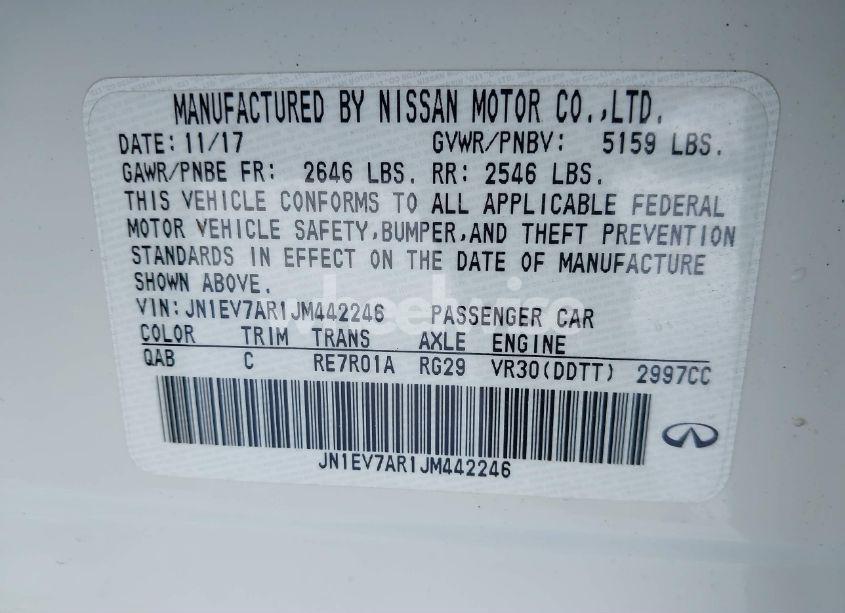 MANUFACTURED BY NISSAN MOTOR CO.,LTD.
DATE: 11/17 GVWR/PNBV: 5159 LBS.
GAWR/PNBE FR: 2646 LBS. RR: 2546 LBS.
THIS VEHICLE CONFORMS TO ALL APPLICABLE FEDERAL
MOTOR VEHICLE SAFETY,BUMPER,AND THEFT PREVENTION
STANDARDS IN EFFECT ON THE DATE OF MANUFACTURE
SHOWN ABOVE.
VIN:JN1EV7AR1JM442246 PASSENGER CAR
COLOR TRIM TRANS AXLE ENGINE
QAB C RE7R01A RG29 VR30(DDTT) 2997CC
JN1EV7AR1JM442246